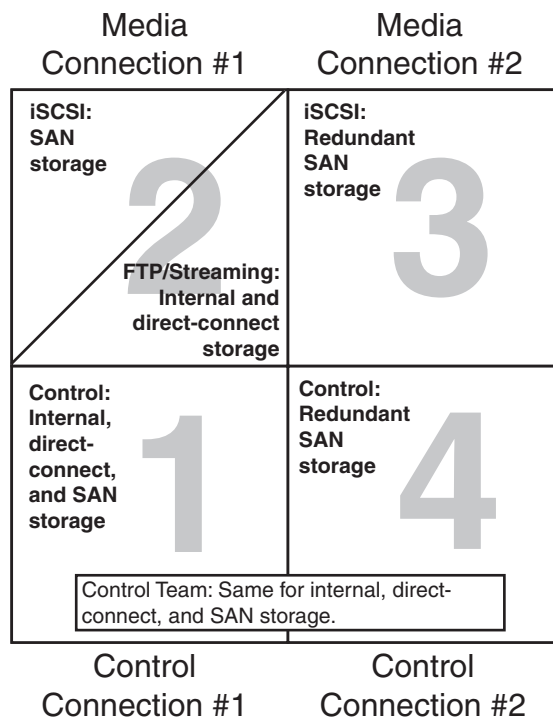 Media
Connection #1
Media
Connection #2
iSCSI:
SAN
storage
2
FTP/Streaming:
Internal and
direct-connect
storage
iSCSI:
Redundant
SAN
storage
3
Control:
Internal,
direct-
connect,
and SAN
storage
1
Control:
Redundant
SAN
storage
4
Control Team: Same for internal, direct-
connect, and SAN storage.
Control
Connection #1
Control
Connection #2